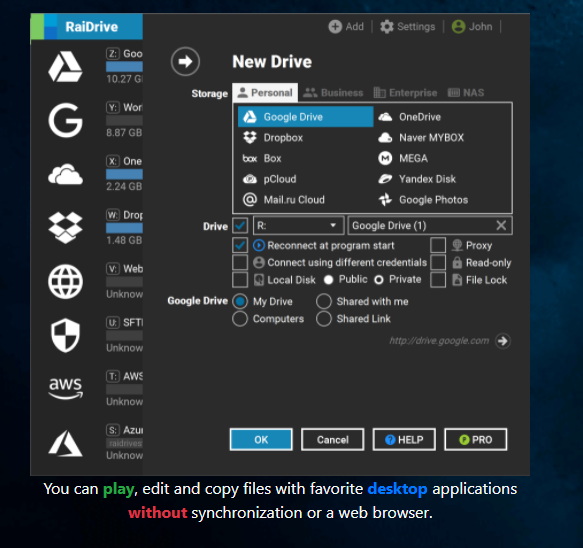 RaiDrive
Add
Settings
John
Z: Goo
10.27 G
Y: Wor
8.87 GB
X: One
2.24 GB
W: Drop
1.48 GB
V: Web
Unknow
U: SFT
Unknow
aws
T: AWS
Unknow
S: Azur
raidrives
Unknow
New Drive
Storage
Personal
Business
Enterprise
NAS
Google Drive
OneDrive
Dropbox
Naver MYBOX
box Box
MEGA
pCloud
Yandex Disk
Mail.ru Cloud
Google Photos
Drive
R:
Google Drive (1)
Reconnect at program start
Proxy
Connect using different credentials
Read-only
Local Disk
Public
Private
File Lock
Google Drive
My Drive
Shared with me
Computers
Shared Link
http://drive.google.com
OK
Cancel
HELP
PRO
You can play, edit and copy files with favorite desktop applications
without synchronization or a web browser.